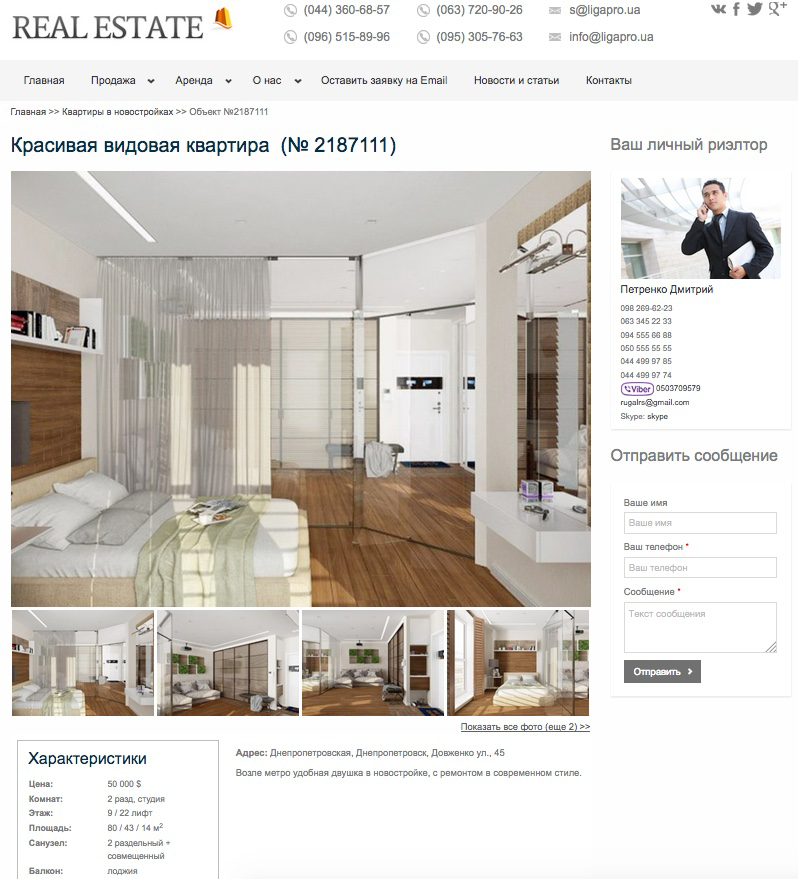 REAL ESTATE
(044) 360-68-57
(063) 720-90-26
s@ligapro.ua
(096) 515-89-96
(095) 305-76-63
info@ligapro.ua
Главная
Продажа
Аренда
О нас
Оставить заявку на Email
Новости и статьи
Контакты
Главная >> Квартиры в новостройках >> Объект №2187111
Красивая видовая квартира (№ 2187111)
Ваш личный риэлтор
Петренко Дмитрий
098 269-62-23
063 345 22 33
094 555 66 88
050 555 55 55
044 499 97 85
044 499 97 74
Viber 0503709579
rugalrs@gmail.com
Skype: skype
Отправить сообщение
Ваше имя
Ваше имя
Ваш телефон *
Ваш телефон
Сообщение *
Текст сообщения
Отправить
Показать все фото (еще 2) >>
Характеристики
Цена: 50 000 $
Комнат: 2 разд, студия
Этаж: 9 / 22 лифт
Площадь: 80 / 43 / 14 м²
Санузел: 2 раздельный +
совмещенный
Балкон: лоджия
Адрес: Днепропетровская, Днепропетровск, Довженко ул., 45
Возле метро удобная двушка в новостройке, с ремонтом в современном стиле.